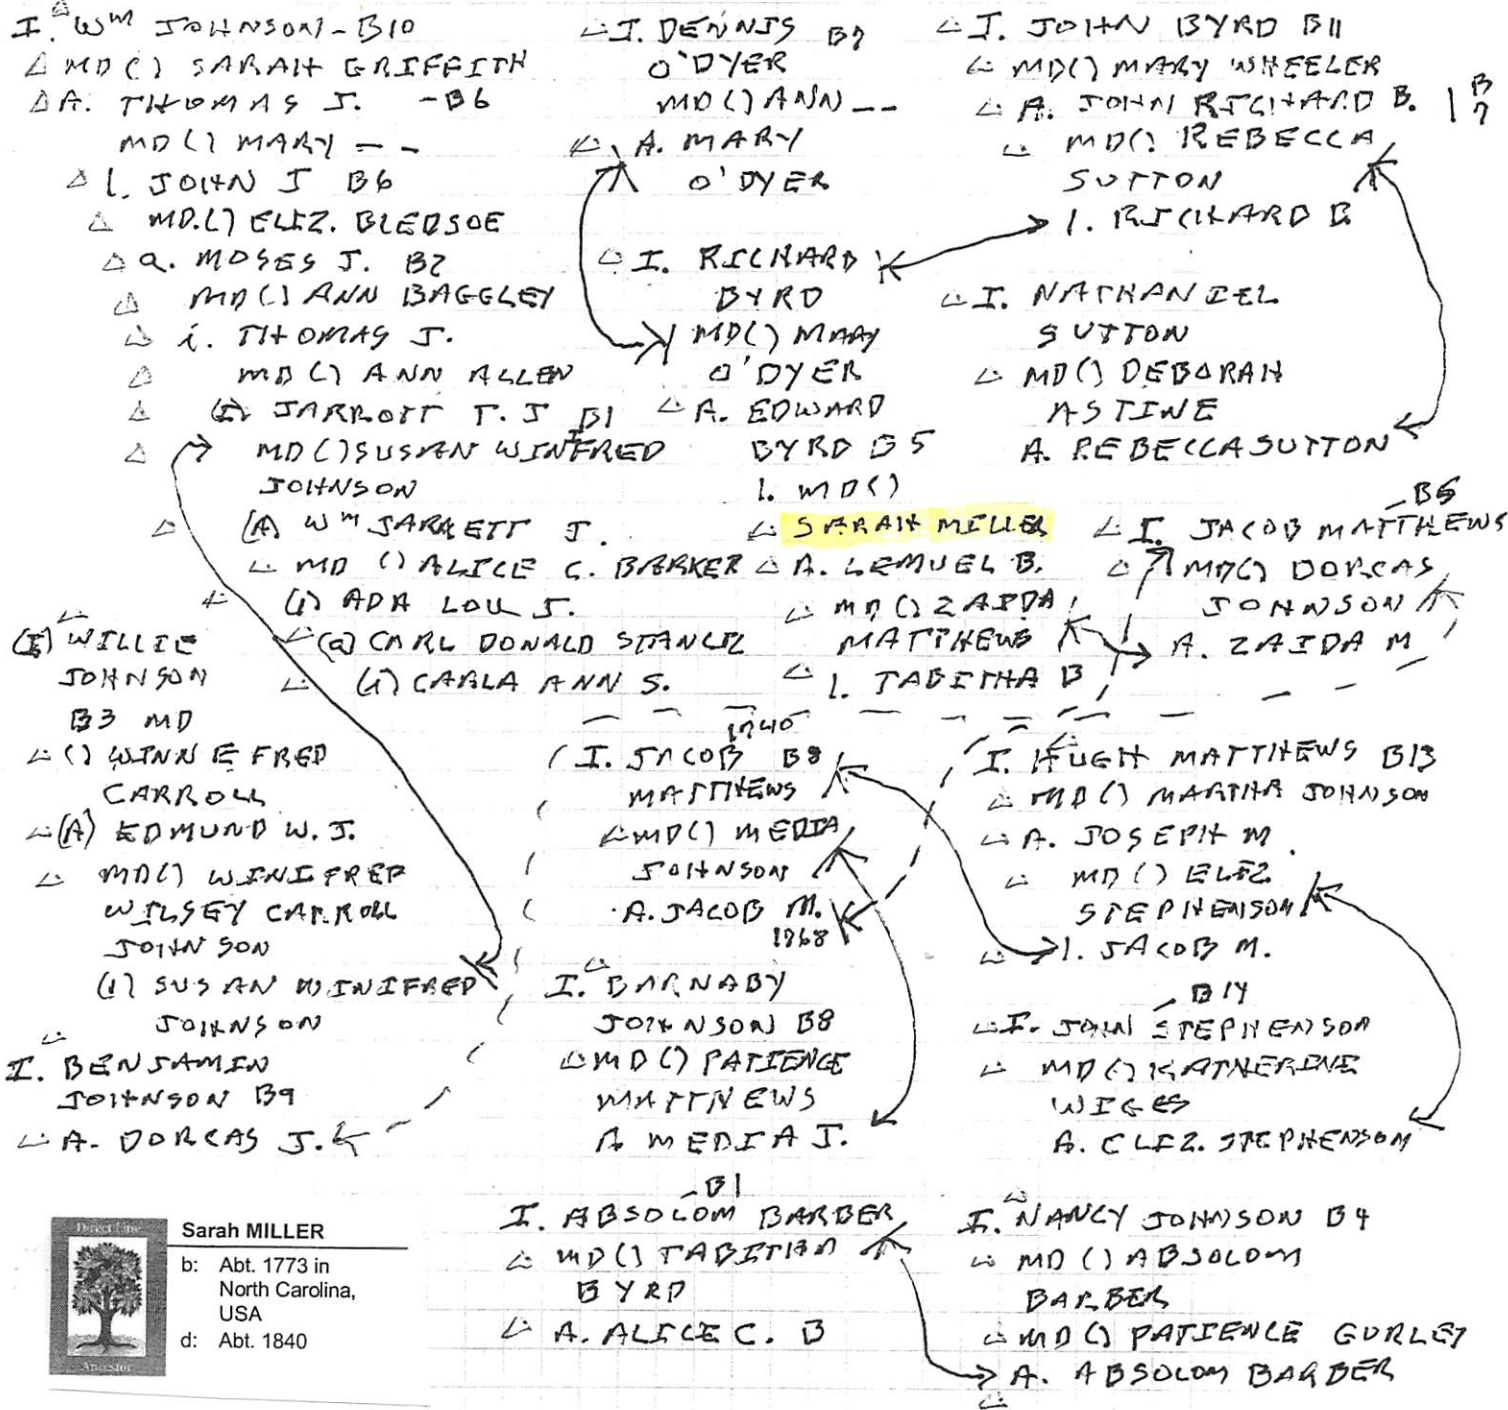 I. Wm JOHNSON - B10
MD () SARAH GRIFFITH
A. THOMAS J. - B6
MD () MARY --
1. JOHN J B6
MD. () ELIZ. BLEDSOE
a. MOSES J. B2
MD () ANN BAGGLEY
i. THOMAS J.
MD () ANN ALLEN
(I) JARROTT T. J B1
MD () SUSAN WINIFRED
JOHNSON
(A) Wm JARRETT J.
MD () ALICE C. BARKER
(1) ADA LOU J.
(a) CARL DONALD STANCIL
(i) CARLA ANN S.
(I) WILLIE
JOHNSON
B3 MD
() WINNEFRED
CARROLL
(A) EDMUND W. J.
MD () WINIFRED
WILSEY CARROLL
JOHNSON
(1) SUSAN WINIFRED
JOHNSON
I. BENJAMIN
JOHNSON B9
A. DORCAS J.
I. DENNIS B7
O'DYER
MD () ANN --
A. MARY
O'DYER
I. RICHARD
BYRD
MD () MARY
O'DYER
A. EDWARD
BYRD B5
1. MD ()
SARAH MILLER
A. LEMUEL B.
MD () ZAIDA
MATTHEWS
1. TABITHA B
I. JOHN BYRD B11
MD () MARY WHEELER
A. JOHN RICHARD B. 1 B
7
MD () REBECCA
SUTTON
1. RICHARD B
I. NATHANIEL
SUTTON
MD () DEBORAH
ASTINE
A. REBECCA SUTTON
B5
I. JACOB MATTHEWS
MD () DORCAS
JOHNSON
A. ZAIDA M
1740
I. JACOB B8
MATTHEWS
MD () MEDIA
JOHNSON
A. JACOB M.
1768
I. BARNABY
JOHNSON B8
MD () PATIENCE
MATTHEWS
A MEDIA J.
I. HUGH MATTHEWS B13
MD () MARTHA JOHNSON
A. JOSEPH M.
MD () ELIZ
STEPHENSON
1. JACOB M.
B14
I. JOHN STEPHENSON
MD () KATHERINE
WIGGS
A. ELIZ. STEPHENSON
B1
I. ABSOLOM BARBER
MD () TABITHA
BYRD
A. ALICE C. B
I. NANCY JOHNSON B4
MD () ABSOLOM
BARBER
MD () PATIENCE GURLEY
A. ABSOLOM BARBER
Direct Line
Ancestor
Sarah MILLER
b: Abt. 1773 in
North Carolina,
USA
d: Abt. 1840